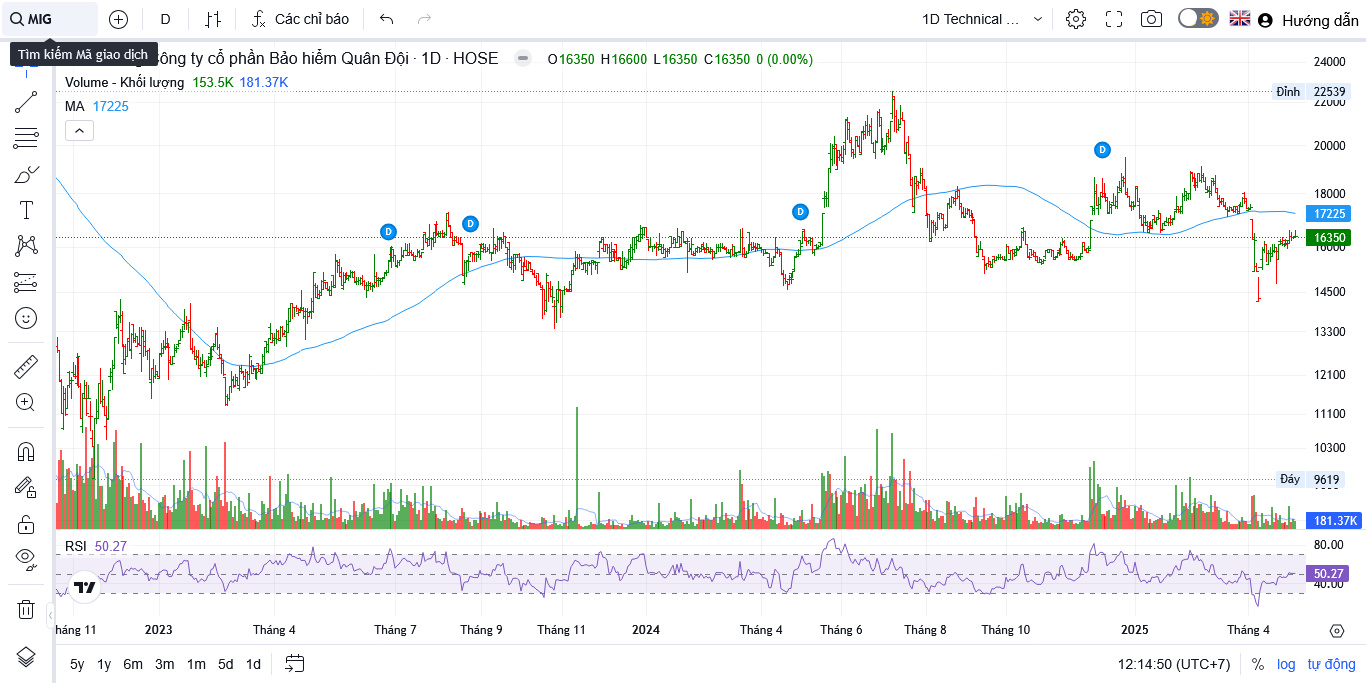 MIG
D
Các chỉ báo
1D Technical ...
Hướng dẫn
Tìm kiếm Mã giao dịch
ông ty cổ phần Bảo hiểm Quân Đội · 1D · HOSE
O16350 H16600 L16350 C16350 0 (0.00%)
Volume - Khối lượng 153.5K 181.37K
MA 17225
24000
Đỉnh 22539
22000
20000
D
18000
D
D
D
17225
16350
16000
14500
13300
12100
11100
10300
Đáy 9619
181.37K
RSI 50.27
80.00
50.27
40.00
háng 11 2023 Tháng 4 Tháng 7 Tháng 9 Tháng 11 2024 Tháng 4 Tháng 6 Tháng 8 Tháng 10 2025 Tháng 4
5y 1y 6m 3m 1m 5d 1d
12:14:50 (UTC+7) % log tự động